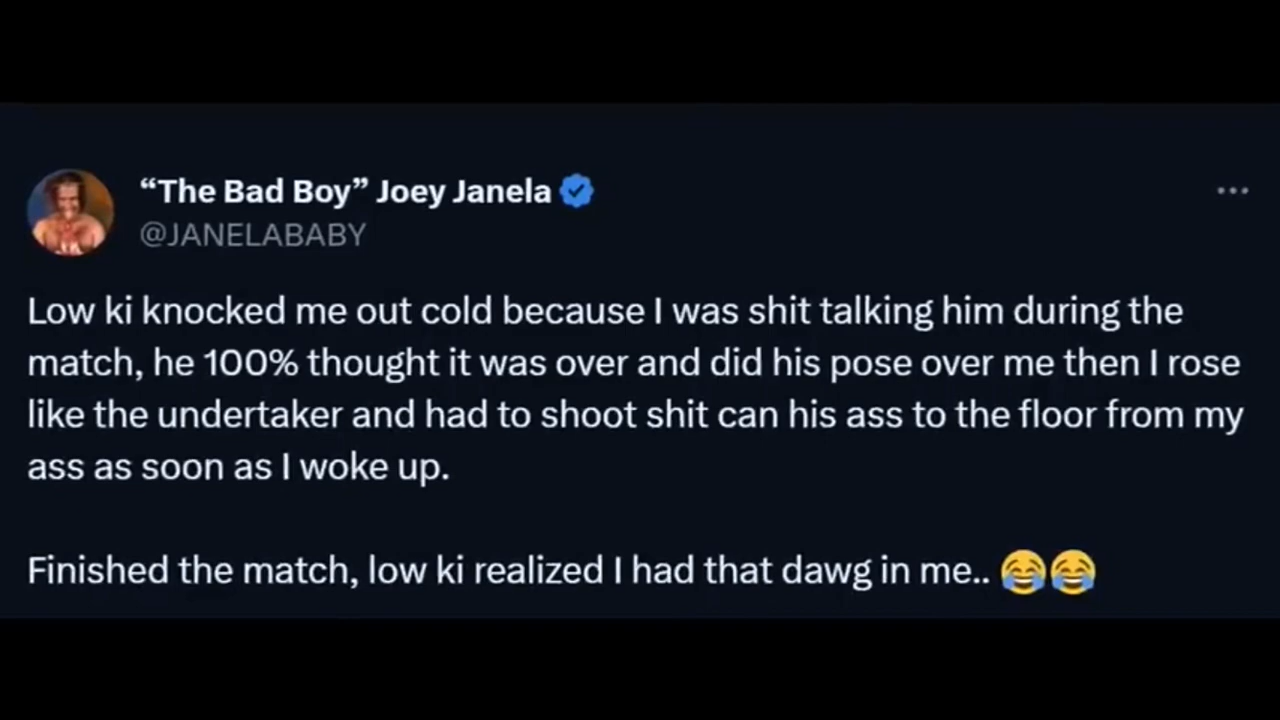 “The Bad Boy” Joey Janela
@JANELABABY
Low ki knocked me out cold because I was shit talking him during the
match, he 100% thought it was over and did his pose over me then I rose
like the undertaker and had to shoot shit can his ass to the floor from my
ass as soon as I woke up.
Finished the match, low ki realized I had that dawg in me.. 😂😂